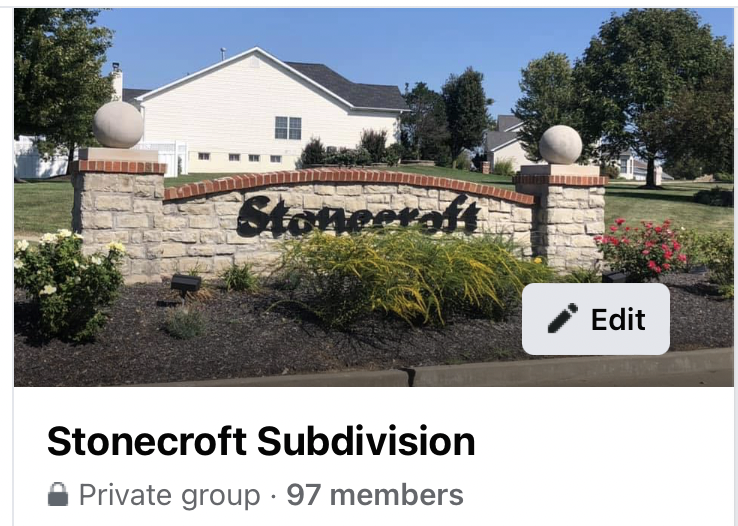 Stonecroft
Edit
Stonecroft Subdivision
Private group · 97 members